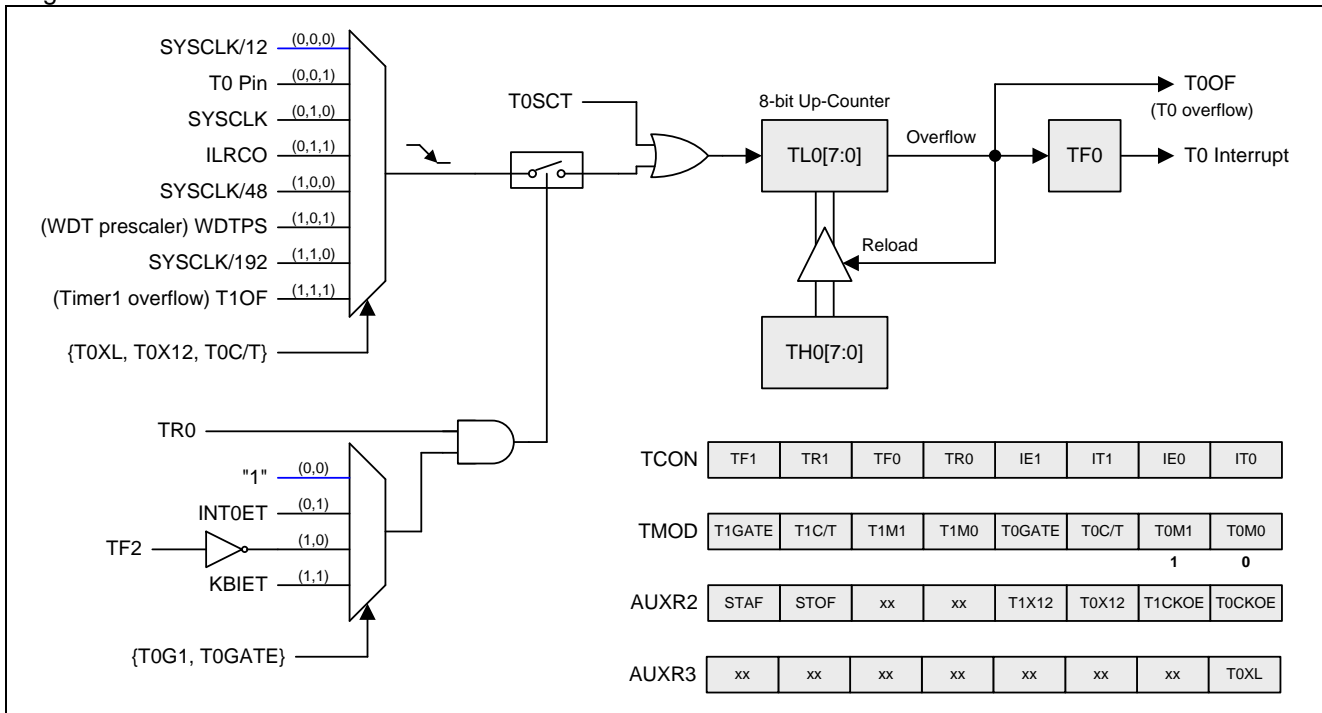 SYSCLK/12 (0,0,0)
T0 Pin (0,0,1)
SYSCLK (0,1,0)
ILRCO (0,1,1)
SYSCLK/48 (1,0,0)
(WDT prescaler) WDTPS (1,0,1)
SYSCLK/192 (1,1,0)
(Timer1 overflow) T1OF (1,1,1)
{T0XL, T0X12, T0C/T}
T0SCT
8-bit Up-Counter
TL0[7:0]
Overflow
T0OF
(T0 overflow)
TF0
T0 Interrupt
Reload
TH0[7:0]
TR0
"1" (0,0)
INT0ET (0,1)
TF2 (1,0)
KBIET (1,1)
{T0G1, T0GATE}
TCON TF1 TR1 TF0 TR0 IE1 IT1 IE0 IT0
TMOD T1GATE T1C/T T1M1 T1M0 T0GATE T0C/T T0M1 T0M0
1 0
AUXR2 STAF STOF xx xx T1X12 T0X12 T1CKOE T0CKOE
AUXR3 xx xx xx xx xx xx xx T0XL